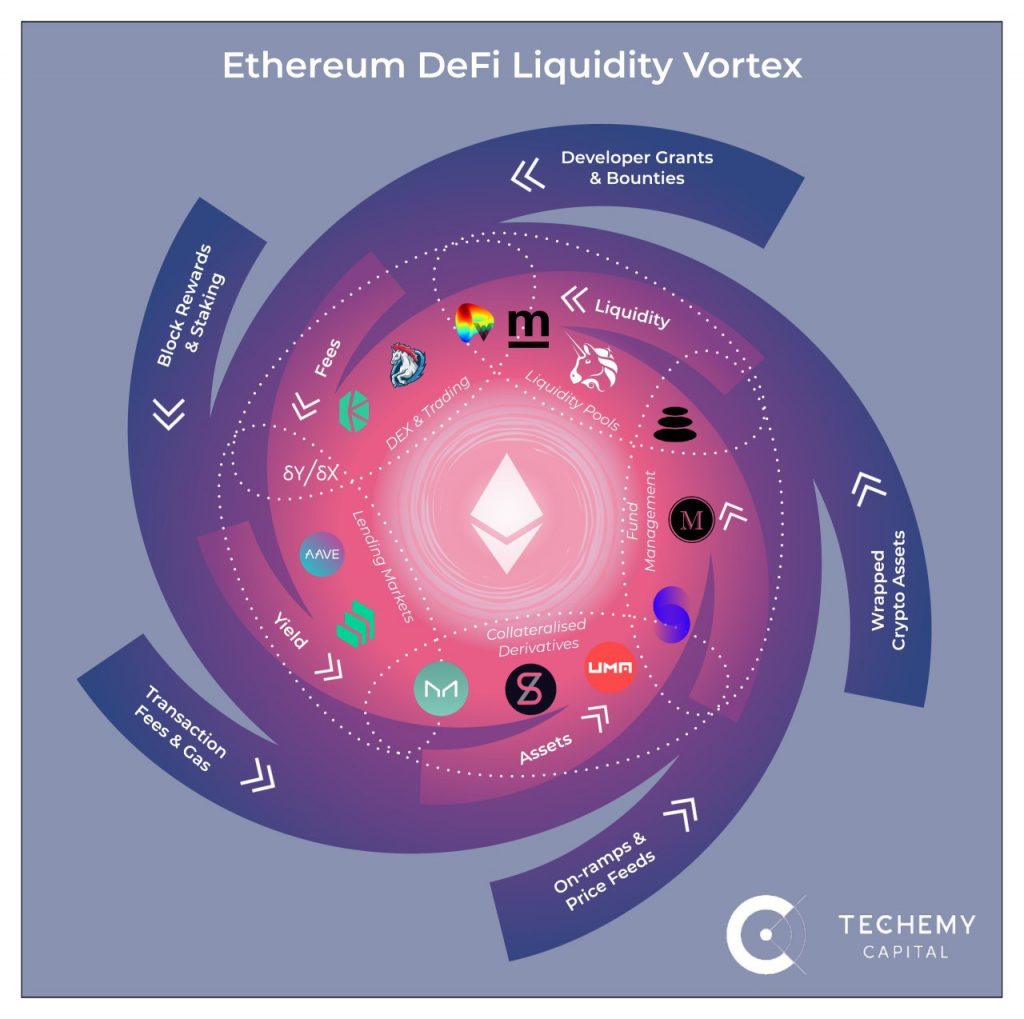 Ethereum DeFi Liquidity Vortex
Developer Grants
& Bounties
Block Rewards
& Staking
Liquidity
Fees
m
DEX & Trading
Liquidity Pools
δY/δX
Fund
Management
M
Wrapped
Crypto Assets
Lending Markets
AAVE
Yield
Collateralised
Derivatives
UMA
Assets
Transaction
Fees & Gas
On-ramps &
Price Feeds
TECHEMY
CAPITAL